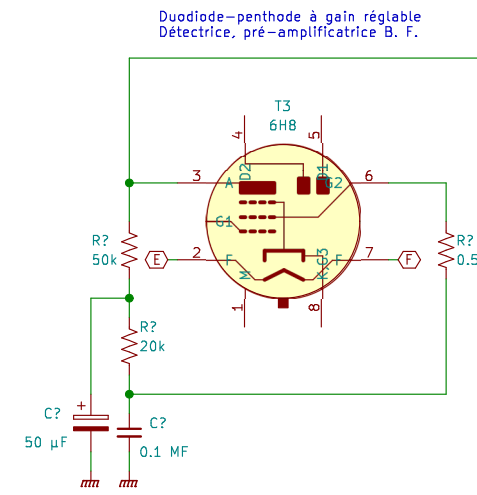 Duodiode-penthode à gain réglable
Détectrice, pré-amplificatrice B. F.
T3
6H8
4
5
D2
D1
3
A
G2
6
G1
R?
50k
E
2
F
K,G3
F
7
F
R?
0.5
M
1
8
R?
20k
+
C?
50 µF
C?
0.1 MF